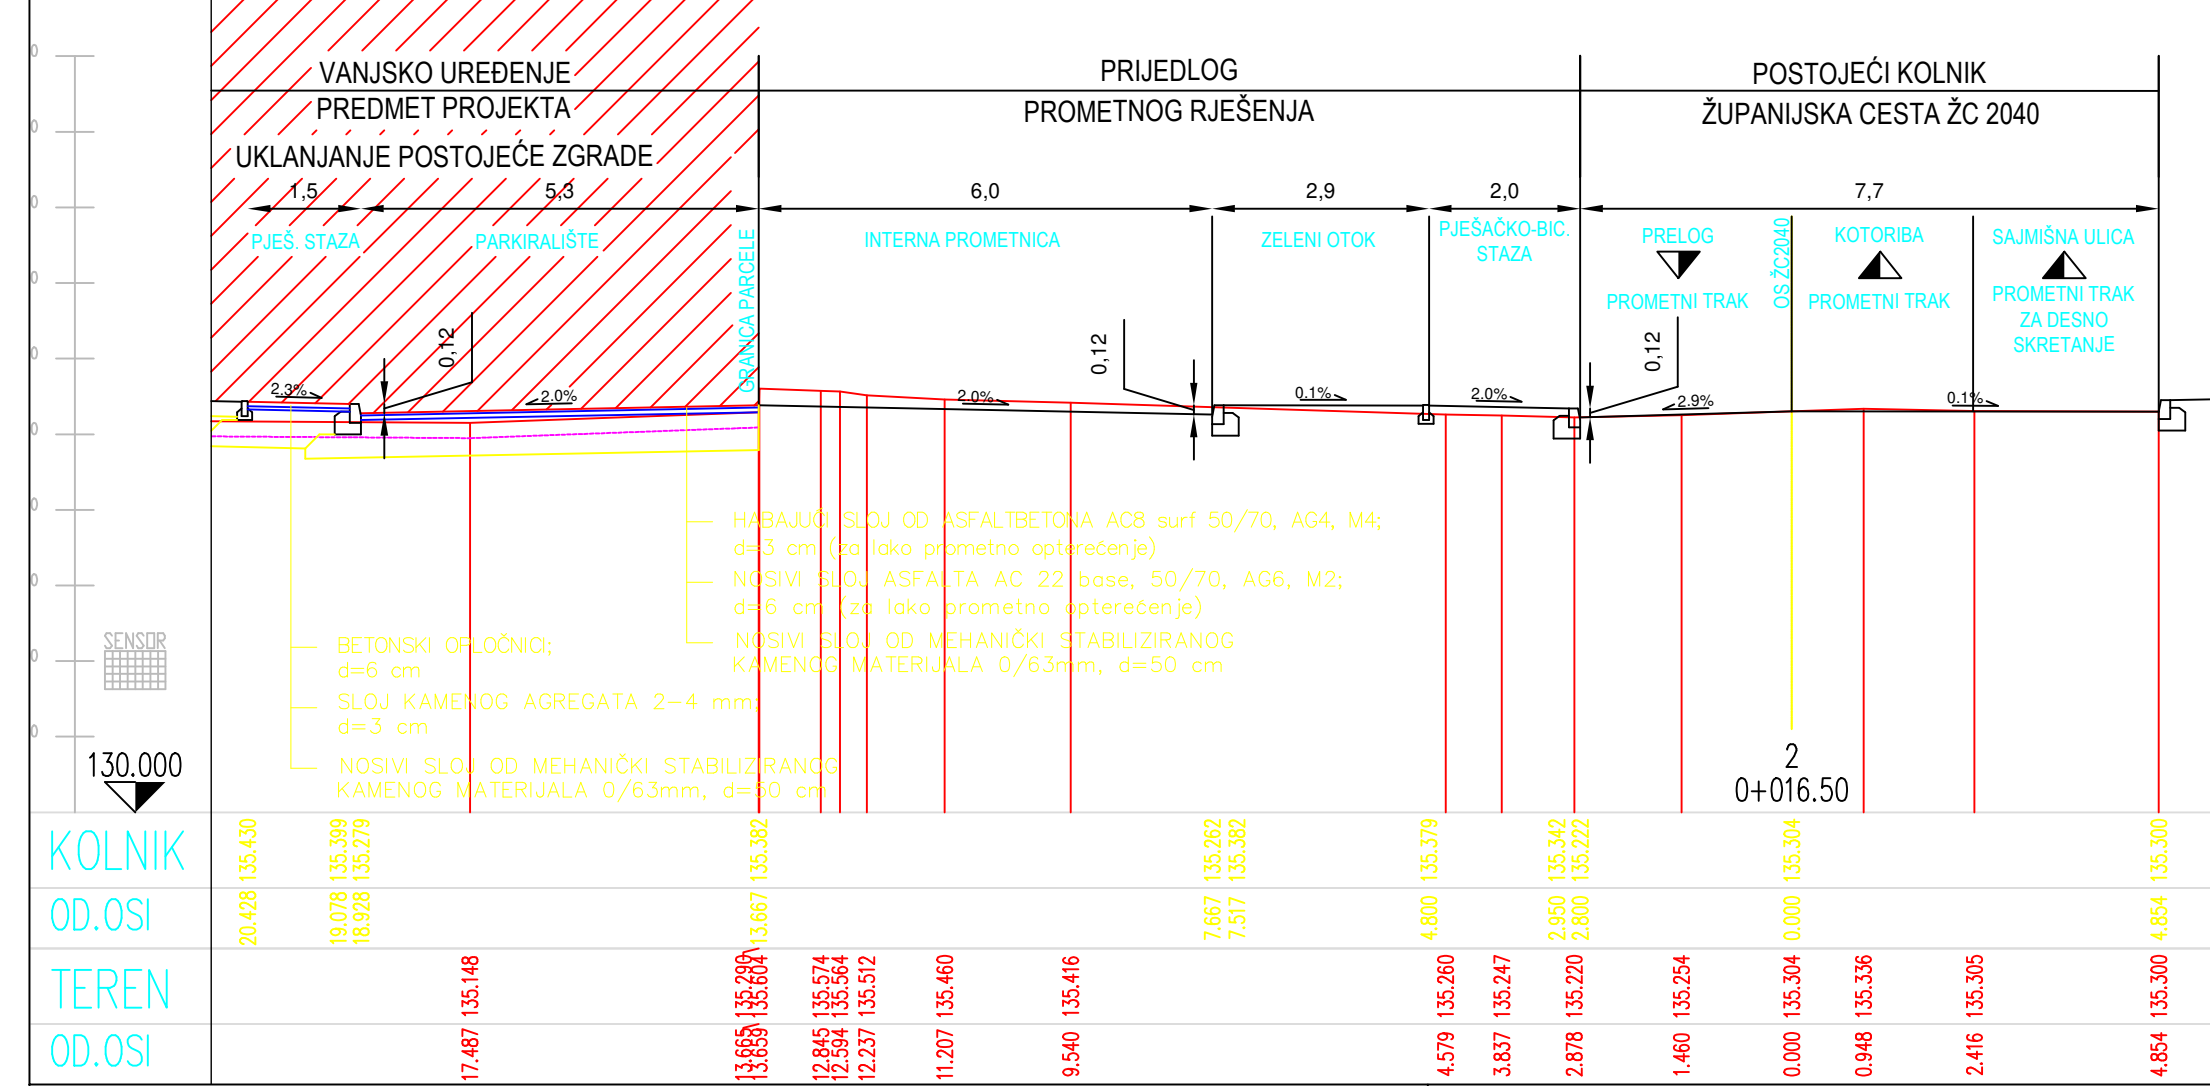 VANJSKO UREĐENJE
PREDMET PROJEKTA
UKLANJANJE POSTOJEĆE ZGRADE
PRIJEDLOG
PROMETNOG RJEŠENJA
POSTOJEĆI KOLNIK
ŽUPANIJSKA CESTA ŽC 2040
1,5
5,3
6,0
2,9
2,0
7,7
PJEŠ. STAZA
PARKIRALIŠTE
GRANICA PARCELE
INTERNA PROMETNICA
ZELENI OTOK
PJEŠAČKO-BIC.
STAZA
PRELOG
PROMETNI TRAK
OS ŽC2040
KOTORIBA
PROMETNI TRAK
SAJMIŠNA ULICA
PROMETNI TRAK
ZA DESNO
SKRETANJE
0,12
0,12
0,12
2.3%
2.0%
2.0%
0.1%
2.0%
2.9%
0.1%
HABAJUĆI SLOJ OD ASFALTBETONA AC8 surf 50/70, AG4, M4;
d=3 cm (za lako prometno opterećenje)
NOSIVI SLOJ ASFALTA AC 22 base, 50/70, AG6, M2;
d=6 cm (za lako prometno opterećenje)
NOSIVI SLOJ OD MEHANIČKI STABILIZIRANOG
KAMENOG MATERIJALA 0/63mm, d=50 cm
BETONSKI OPLOČNICI;
d=6 cm
SLOJ KAMENOG AGREGATA 2-4 mm;
d=3 cm
NOSIVI SLOJ OD MEHANIČKI STABILIZIRANOG
KAMENOG MATERIJALA 0/63mm, d=50 cm
SENSOR
130.000
2
0+016.50
KOLNIK
135.430
135.399
135.279
135.382
135.262
135.382
135.379
135.342
135.222
135.304
135.300
OD.OSI
20.428
19.078
18.928
13.667
7.667
7.517
4.800
2.950
2.800
0.000
4.854
TEREN
135.148
135.290
135.604
135.574
135.564
135.512
135.460
135.416
135.260
135.247
135.220
135.254
135.304
135.336
135.305
135.300
OD.OSI
17.487
13.665
13.659
12.845
12.594
12.237
11.207
9.540
4.579
3.837
2.878
1.460
0.000
0.948
2.416
4.854